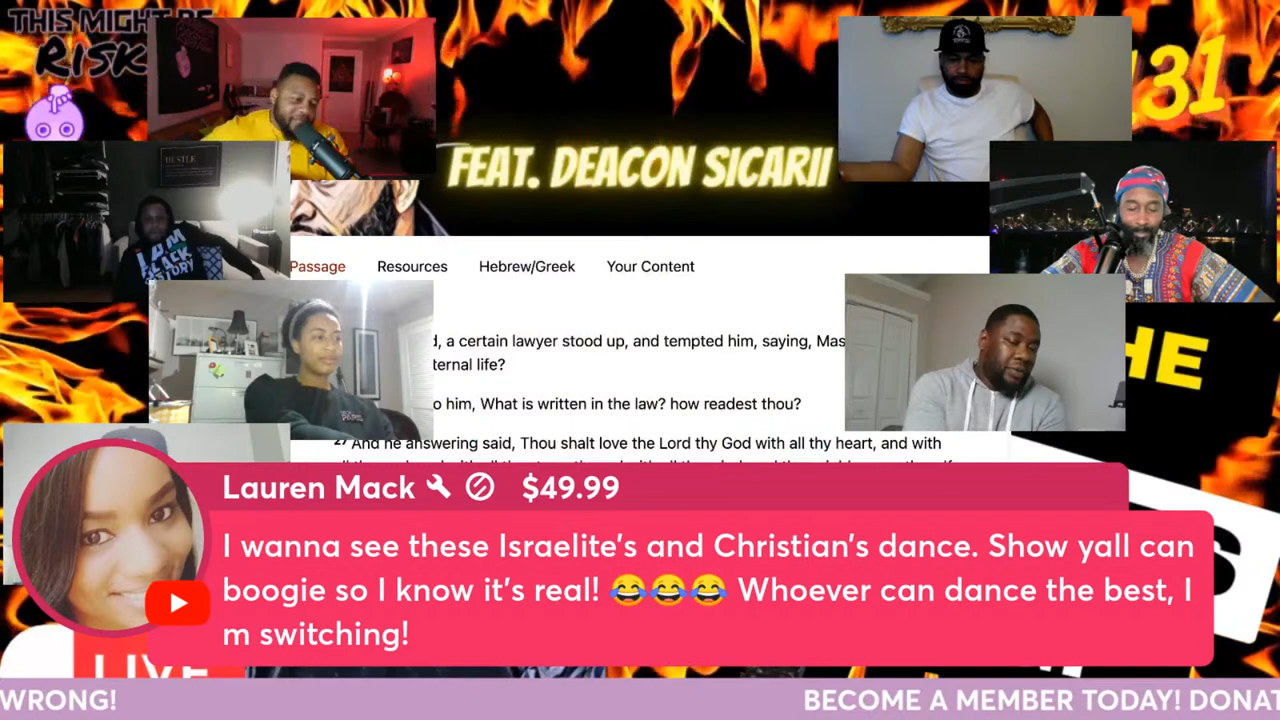 THIS MIGHT BE
RISK
131
HUSTLE
FEAT. DEACON SICARII
I AM
BLACK
HISTORY
Passage Resources Hebrew/Greek Your Content
, a certain lawyer stood up, and tempted him, saying, Mas
ternal life?
o him, What is written in the law? how readest thou?
HE
27 And he answering said, Thou shalt love the Lord thy God with all thy heart, and with
Lauren Mack $49.99
I wanna see these Israelite's and Christian's dance. Show yall can
boogie so I know it's real! 😂😂😂 Whoever can dance the best, I
m switching!
S
LIVE
WRONG! BECOME A MEMBER TODAY! DONAT